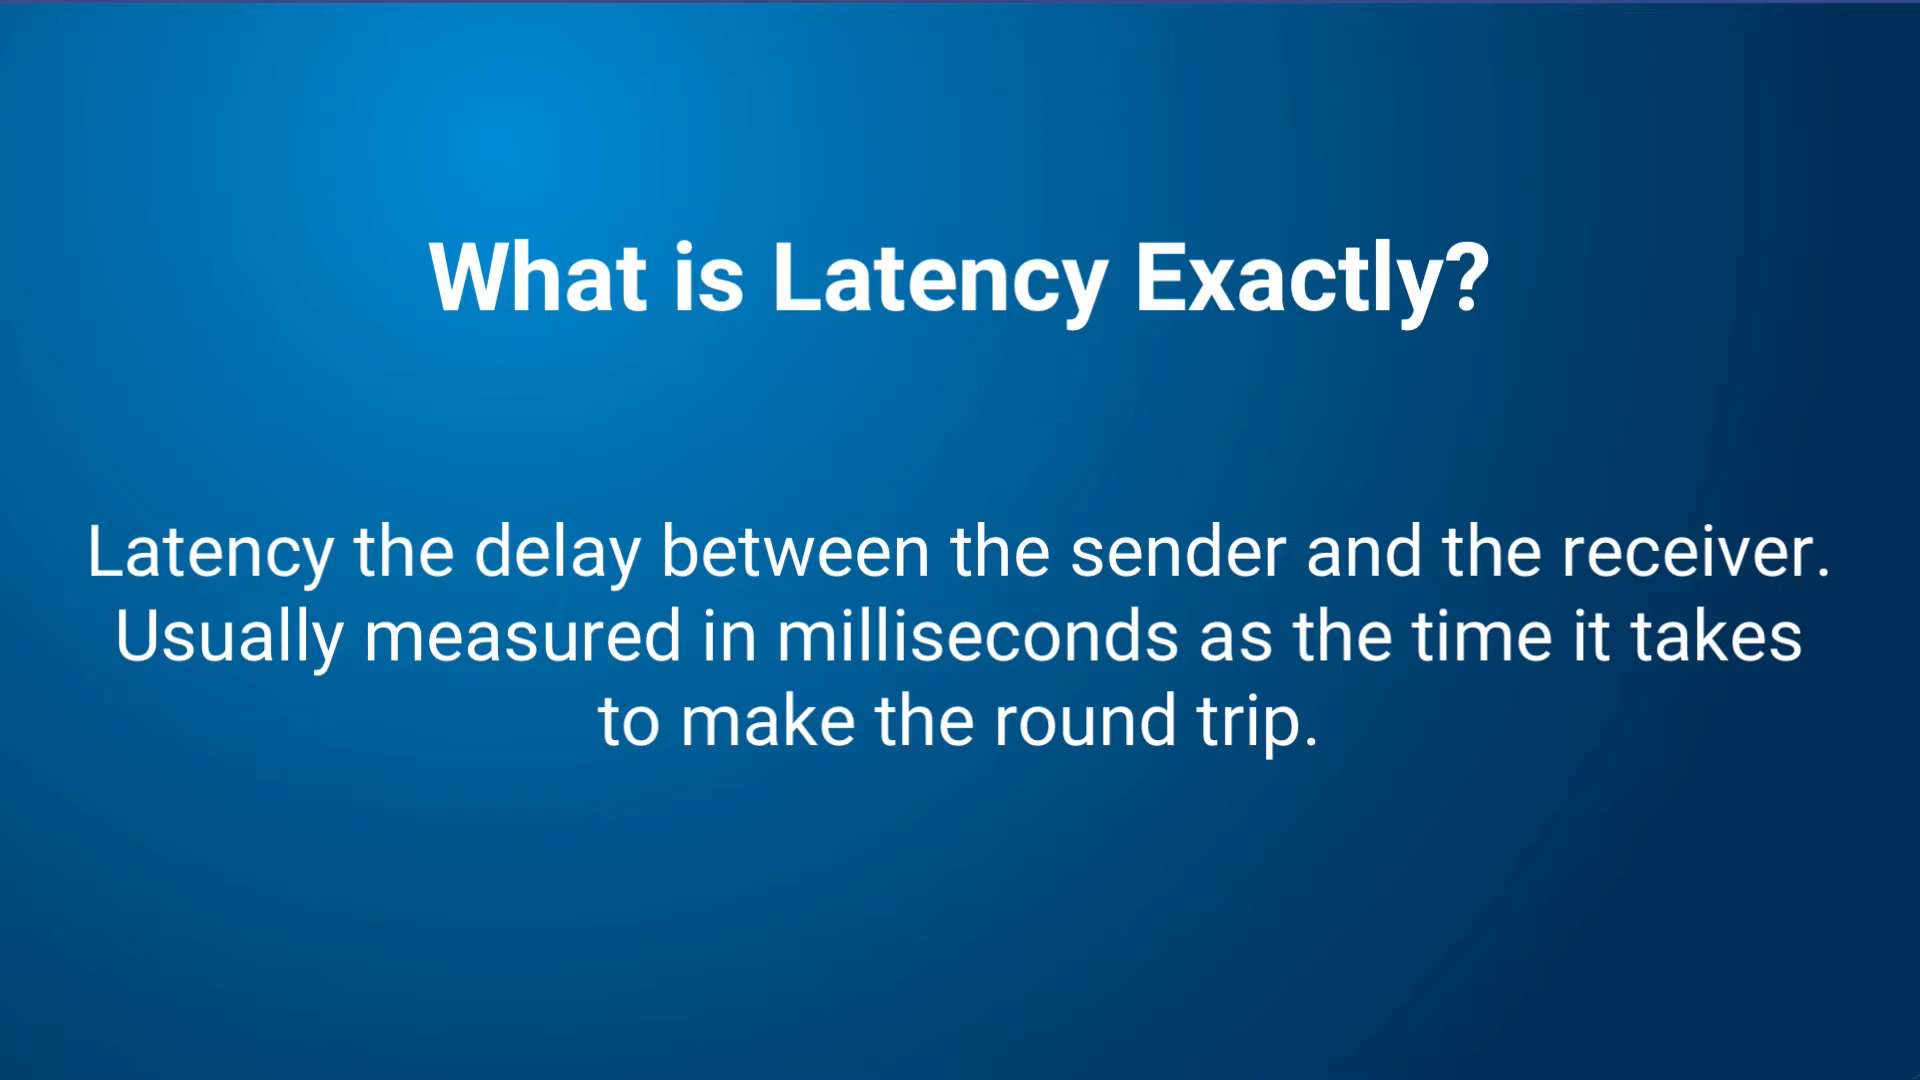 What is Latency Exactly?
Latency the delay between the sender and the receiver.
Usually measured in milliseconds as the time it takes
to make the round trip.